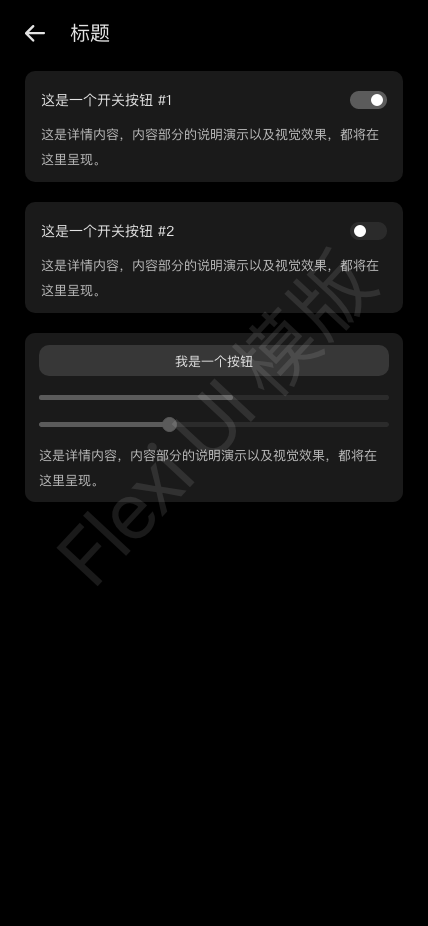 标题
这是一个开关按钮 #1
这是详情内容，内容部分的说明演示以及视觉效果，都将在
这里呈现。
这是一个开关按钮 #2
这是详情内容，内容部分的说明演示以及视觉效果，都将在
这里呈现。
我是一个按钮
这是详情内容，内容部分的说明演示以及视觉效果，都将在
这里呈现。
Flexi UI 模版